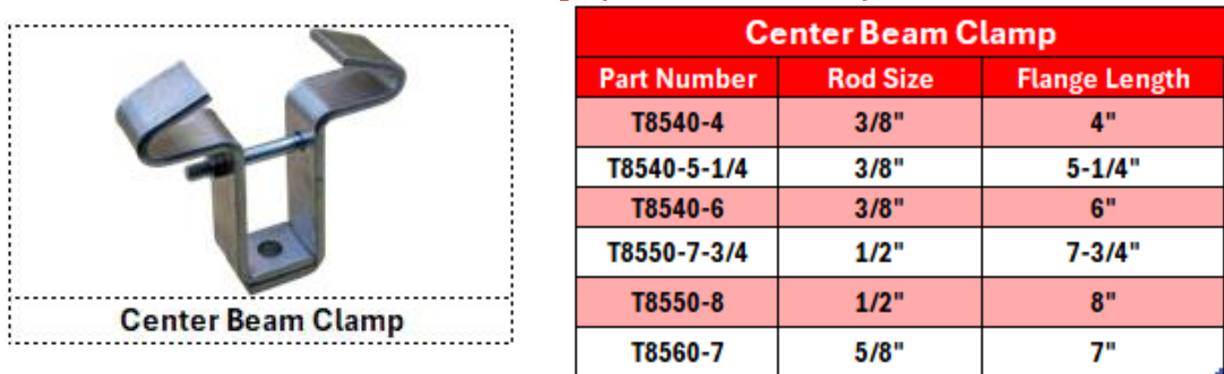 Center Beam Clamp
Center Beam Clamp
Part Number Rod Size Flange Length
T8540-4 3/8" 4"
T8540-5-1/4 3/8" 5-1/4"
T8540-6 3/8" 6"
T8550-7-3/4 1/2" 7-3/4"
T8550-8 1/2" 8"
T8560-7 5/8" 7"